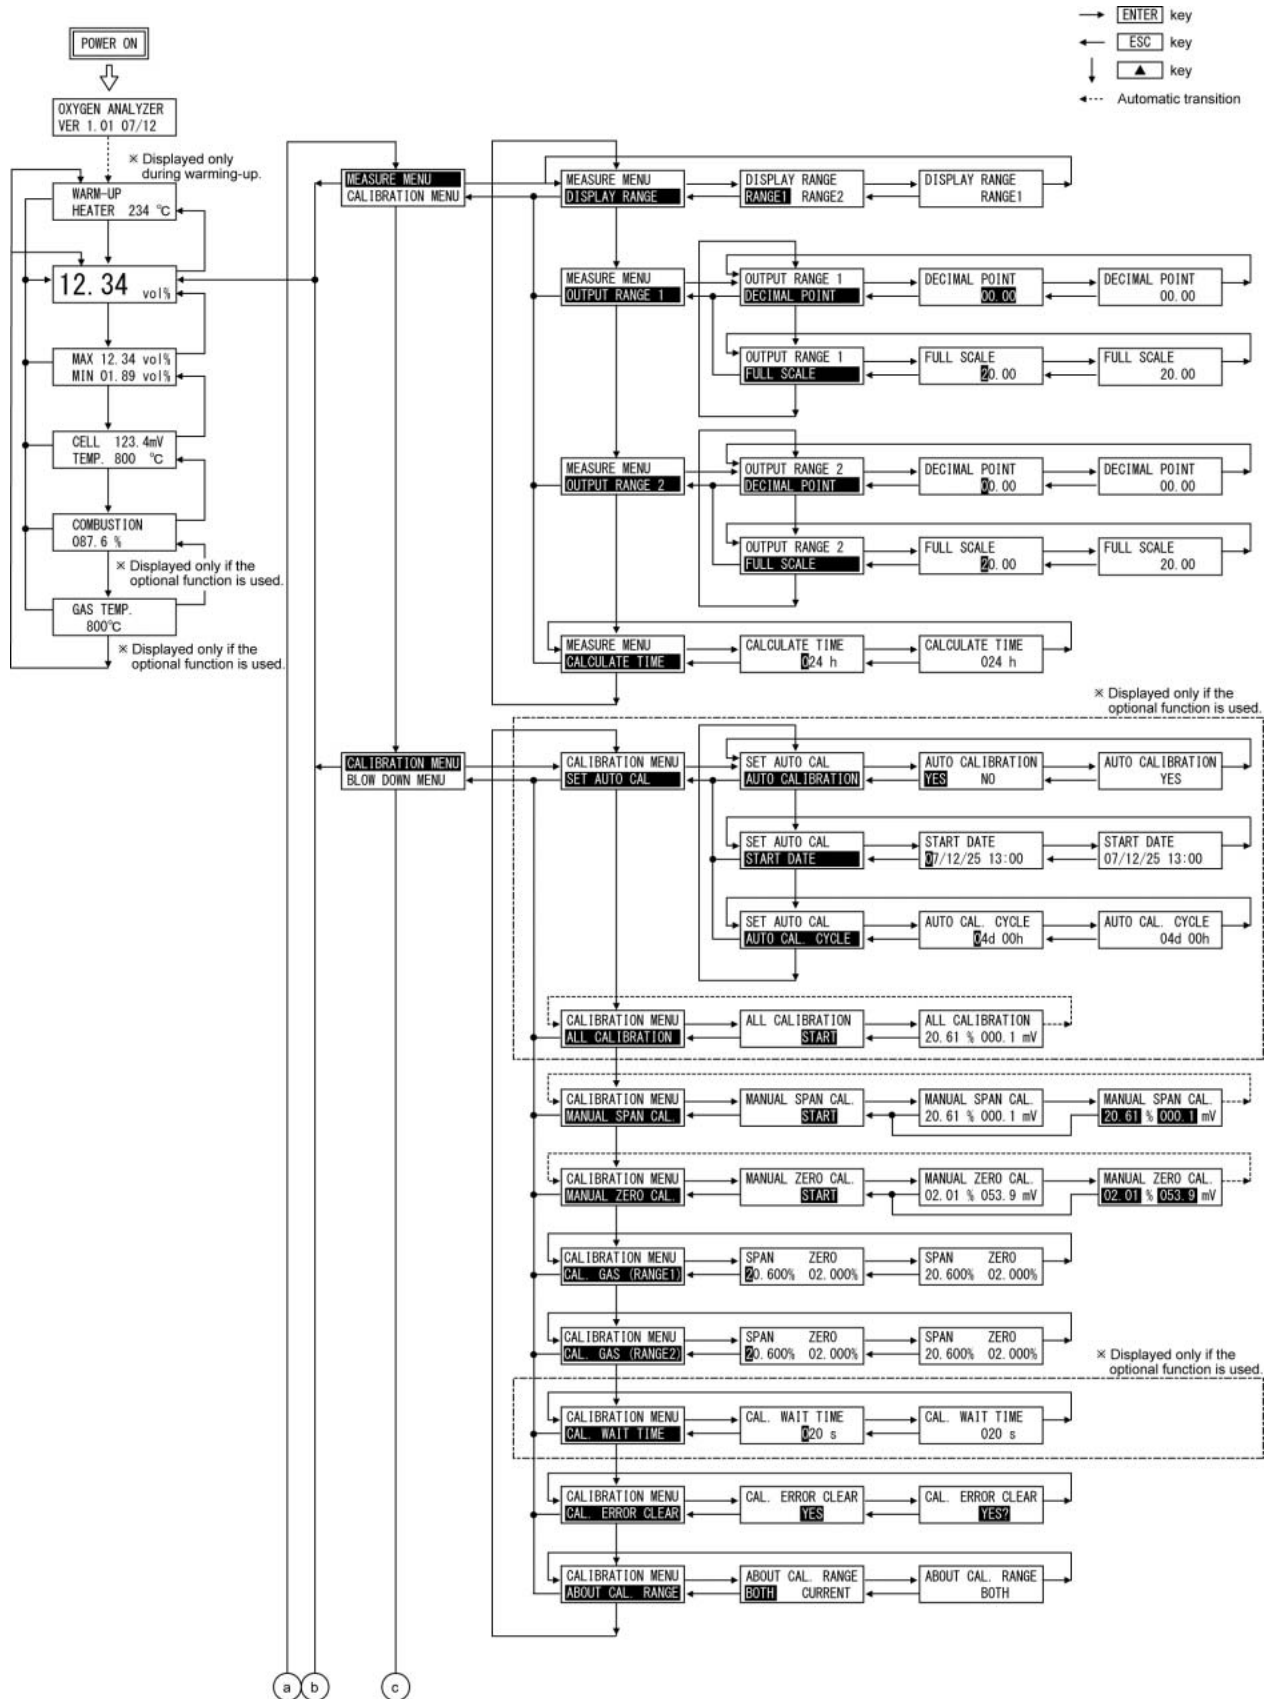 ENTER key
ESC key
▲ key
Automatic transition
POWER ON
OXYGEN ANALYZER
VER 1.01 07/12
※ Displayed only
during warming-up.
WARM-UP
HEATER 234 ℃
12.34 vol%
MAX 12.34 vol%
MIN 01.89 vol%
CELL 123.4mV
TEMP. 800 ℃
COMBUSTION
087.6 %
※ Displayed only if the
optional function is used.
GAS TEMP.
800℃
※ Displayed only if the
optional function is used.
MEASURE MENU
CALIBRATION MENU
MEASURE MENU
DISPLAY RANGE
DISPLAY RANGE
RANGE1 RANGE2
DISPLAY RANGE
RANGE1
MEASURE MENU
OUTPUT RANGE 1
OUTPUT RANGE 1
DECIMAL POINT
DECIMAL POINT
00.00
DECIMAL POINT
00.00
OUTPUT RANGE 1
FULL SCALE
FULL SCALE
20.00
FULL SCALE
20.00
MEASURE MENU
OUTPUT RANGE 2
OUTPUT RANGE 2
DECIMAL POINT
DECIMAL POINT
00.00
DECIMAL POINT
00.00
OUTPUT RANGE 2
FULL SCALE
FULL SCALE
20.00
FULL SCALE
20.00
MEASURE MENU
CALCULATE TIME
CALCULATE TIME
024 h
CALCULATE TIME
024 h
※ Displayed only if the
optional function is used.
CALIBRATION MENU
BLOW DOWN MENU
CALIBRATION MENU
SET AUTO CAL
SET AUTO CAL
AUTO CALIBRATION
AUTO CALIBRATION
YES NO
AUTO CALIBRATION
YES
SET AUTO CAL
START DATE
START DATE
07/12/25 13:00
START DATE
07/12/25 13:00
SET AUTO CAL
AUTO CAL. CYCLE
AUTO CAL. CYCLE
04d 00h
AUTO CAL. CYCLE
04d 00h
CALIBRATION MENU
ALL CALIBRATION
ALL CALIBRATION
START
ALL CALIBRATION
20.61 % 000.1 mV
CALIBRATION MENU
MANUAL SPAN CAL.
MANUAL SPAN CAL.
START
MANUAL SPAN CAL.
20.61 % 000.1 mV
MANUAL SPAN CAL.
20.61 % 000.1 mV
CALIBRATION MENU
MANUAL ZERO CAL.
MANUAL ZERO CAL.
START
MANUAL ZERO CAL.
02.01 % 053.9 mV
MANUAL ZERO CAL.
02.01 % 053.9 mV
CALIBRATION MENU
CAL. GAS (RANGE1)
SPAN ZERO
20.600% 02.000%
SPAN ZERO
20.600% 02.000%
CALIBRATION MENU
CAL. GAS (RANGE2)
SPAN ZERO
20.600% 02.000%
SPAN ZERO
20.600% 02.000%
※ Displayed only if the
optional function is used.
CALIBRATION MENU
CAL. WAIT TIME
CAL. WAIT TIME
020 s
CAL. WAIT TIME
020 s
CALIBRATION MENU
CAL. ERROR CLEAR
CAL. ERROR CLEAR
YES
CAL. ERROR CLEAR
YES?
CALIBRATION MENU
ABOUT CAL. RANGE
ABOUT CAL. RANGE
BOTH CURRENT
ABOUT CAL. RANGE
BOTH
a b c